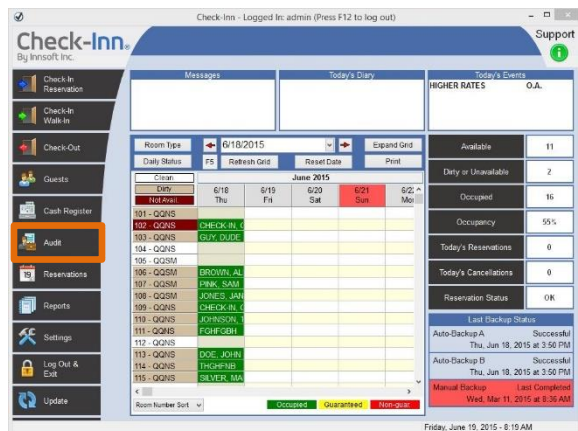 Check-Inn - Logged In: admin (Press F12 to log out)
Check-Inn®
By Innsoft Inc.
Support
Check-In
Reservation
Check-In
Walk-In
Check-Out
Guests
Cash Register
Audit
Reservations
19
Reports
Settings
Log Out &
Exit
Update
Messages
Today's Diary
Today's Events
HIGHER RATES O.A.
Room Type 6/18/2015 Expand Grid
Daily Status F5 Refresh Grid Reset Date Print
Clean June 2015
Dirty 6/18 6/19 6/20 6/21 6/22
Not Avail. Thu Fri Sat Sun Mon
101 - QQNS
102 - QQNS CHECK-IN,
103 - QQNS GUY, DUDE
104 - QQNS
105 - QQSM
106 - QQSM BROWN, AL
107 - QQSM PINK, SAM
108 - QQSM JONES, JAN
109 - QQNS CHECK-IN,
110 - QQNS JOHNSON,
111 - QQNS FGHFGBH
112 - QQNS
113 - QQNS DOE, JOHN
114 - QQNS THGHFNB
115 - QQNS SILVER, MA
Room Number Sort Occupied Guaranteed Non-guar.
Available 11
Dirty or Unavailable 2
Occupied 16
Occupancy 55%
Today's Reservations 0
Today's Cancellations 0
Reservation Status OK
Last Backup Status
Auto-Backup A Successful
Thu, Jun 18, 2015 at 3:50 PM
Auto-Backup B Successful
Thu, Jun 18, 2015 at 3:50 PM
Manual Backup Last Completed
Wed, Mar 11, 2015 at 8:36 AM
Friday, June 19, 2015 - 8:19 AM